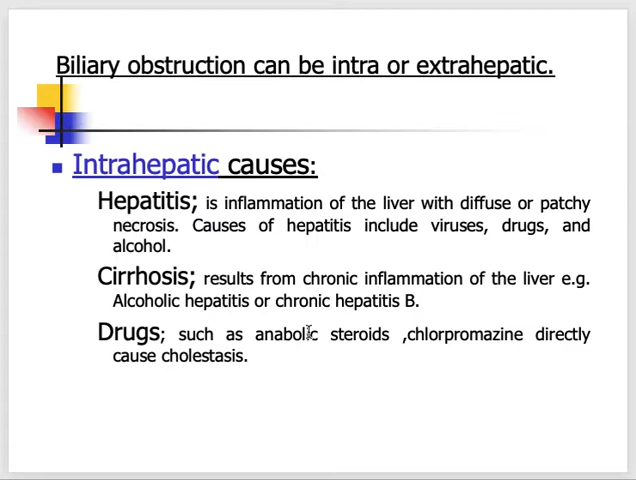 Biliary obstruction can be intra or extrahepatic.
Intrahepatic causes:
Hepatitis; is inflammation of the liver with diffuse or patchy
necrosis. Causes of hepatitis include viruses, drugs, and
alcohol.
Cirrhosis; results from chronic inflammation of the liver e.g.
Alcoholic hepatitis or chronic hepatitis B.
Drugs; such as anabolic steroids ,chlorpromazine directly
cause cholestasis.